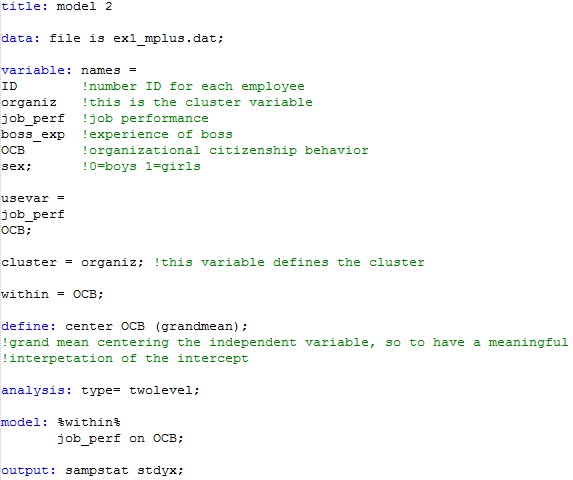 title: model 2
data: file is ex1_mplus.dat;
variable: names =
ID !number ID for each employee
organiz !this is the cluster variable
job_perf !job performance
boss_exp !experience of boss
OCB !organizational citizenship behavior
sex; !0=boys 1=girls
usevar =
job_perf
OCB;
cluster = organiz; !this variable defines the cluster
within = OCB;
define: center OCB (grandmean);
!grand mean centering the independent variable, so to have a meaningful
!interpetation of the intercept
analysis: type= twolevel;
model: %within%
job_perf on OCB;
output: sampstat stdyx;